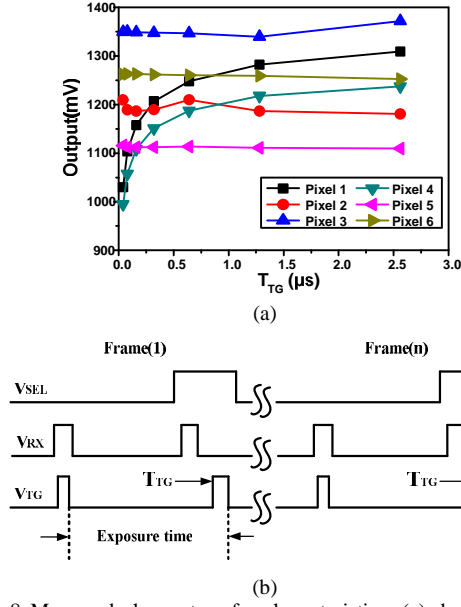 1400
1300
1200
1100
1000
900
Output(mV)
Pixel 1 Pixel 4
Pixel 2 Pixel 5
Pixel 3 Pixel 6
0.0 0.5 1.0 1.5 2.0 2.5 3.0
TTG (μs)
(a)
Frame(1) Frame(n)
VSEL
VRX
VTG TTG TTG
Exposure time
(b)